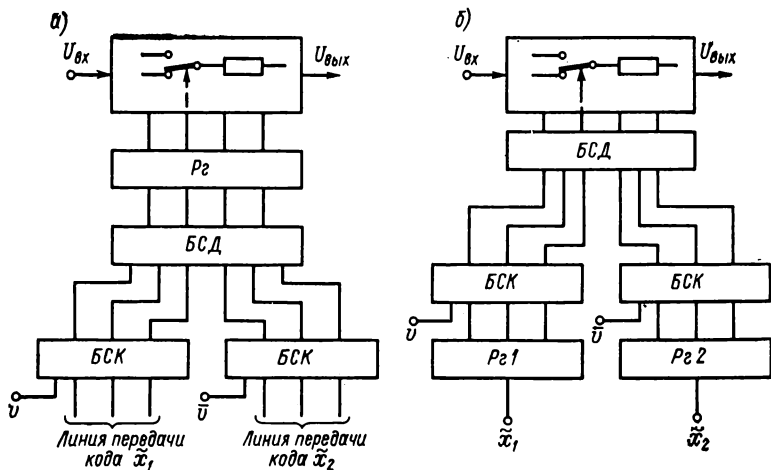 а)
U вх
U вых
Рг
БСД
БСК
БСК
υ
ῡ
Линия передачи
кода x̃₁
Линия передачи
кода x̃₂
б)
U вх
U вых
БСД
БСК
БСК
υ
ῡ
Рг 1
Рг 2
x̃₁
x̃₂